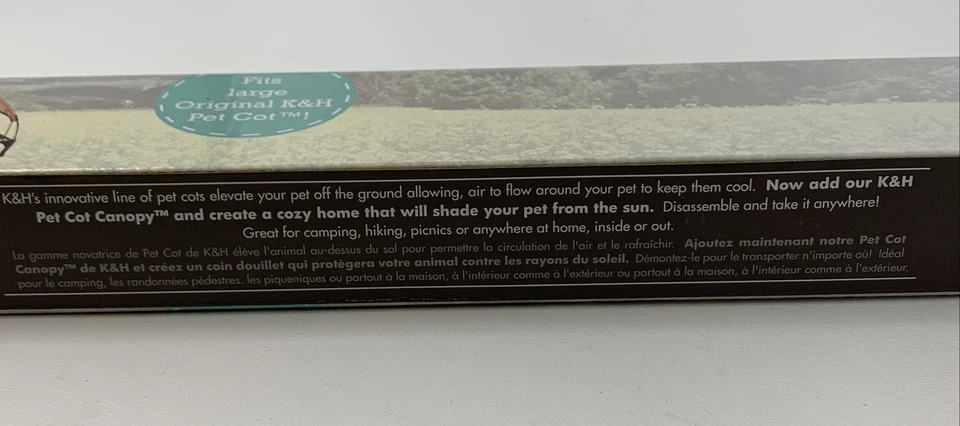 Fits
large
Original K&H
Pet Cot™!
K&H's innovative line of pet cots elevate your pet off the ground allowing, air to flow around your pet to keep them cool. Now add our K&H
Pet Cot Canopy™ and create a cozy home that will shade your pet from the sun. Disassemble and take it anywhere!
Great for camping, hiking, picnics or anywhere at home, inside or out.
La gamme novatrice de Pet Cot de K&H élève l'animal au-dessus du sol pour permettre la circulation de l'air et le rafraîchir. Ajoutez maintenant notre Pet Cot
Canopy™ de K&H et créez un coin douillet qui protègera votre animal contre les rayons du soleil. Démontez-le pour le transporter n'importe où! Idéal
pour le camping, les randonnées pédestres. les piqueniques ou partout à la maison, à l'intérieur comme à l'extérieur ou partout à la maison, à l'intérieur comme à l'extérieur.